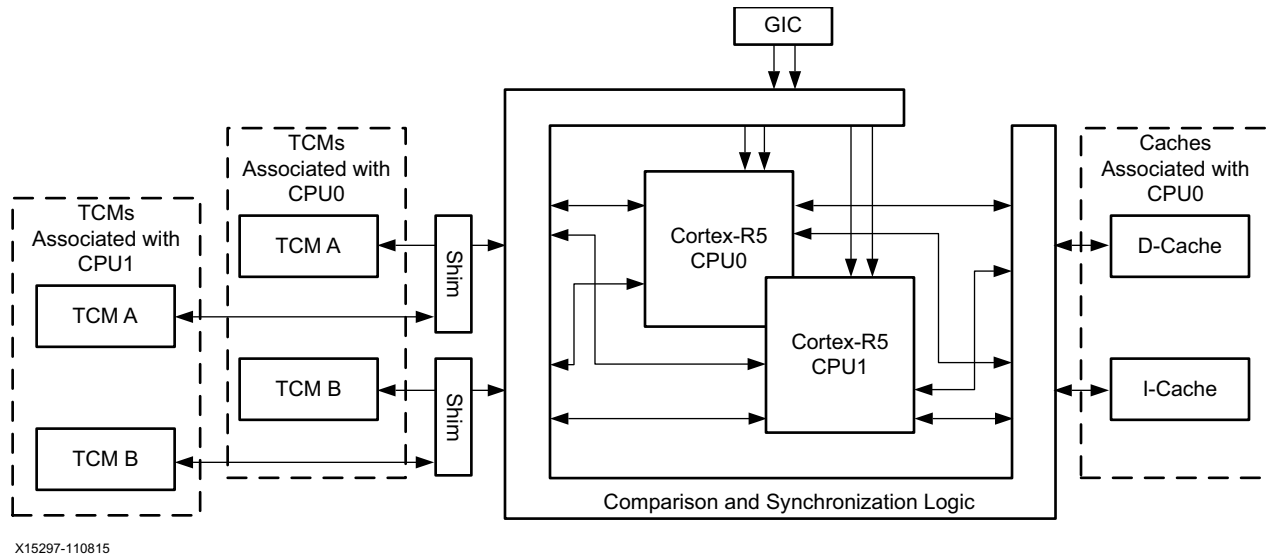 GIC
TCMs
Associated with
CPU0
Caches
Associated with
CPU0
TCMs
Associated with
CPU1
TCM A
Shim
Cortex-R5
CPU0
D-Cache
TCM A
Cortex-R5
CPU1
TCM B
Shim
I-Cache
TCM B
Comparison and Synchronization Logic
X15297-110815